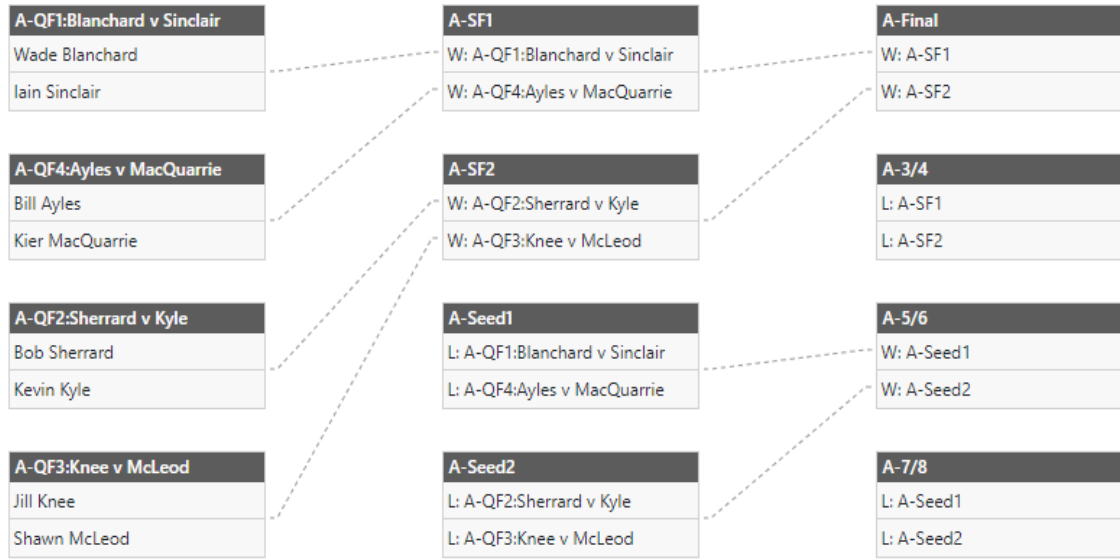 A-QF1:Blanchard v Sinclair
Wade Blanchard
Iain Sinclair
A-QF4:Ayles v MacQuarrie
Bill Ayles
Kier MacQuarrie
A-QF2:Sherrard v Kyle
Bob Sherrard
Kevin Kyle
A-QF3:Knee v McLeod
Jill Knee
Shawn McLeod
A-SF1
W: A-QF1:Blanchard v Sinclair
W: A-QF4:Ayles v MacQuarrie
A-SF2
W: A-QF2:Sherrard v Kyle
W: A-QF3:Knee v McLeod
A-Seed1
L: A-QF1:Blanchard v Sinclair
L: A-QF4:Ayles v MacQuarrie
A-Seed2
L: A-QF2:Sherrard v Kyle
L: A-QF3:Knee v McLeod
A-Final
W: A-SF1
W: A-SF2
A-3/4
L: A-SF1
L: A-SF2
A-5/6
W: A-Seed1
W: A-Seed2
A-7/8
L: A-Seed1
L: A-Seed2